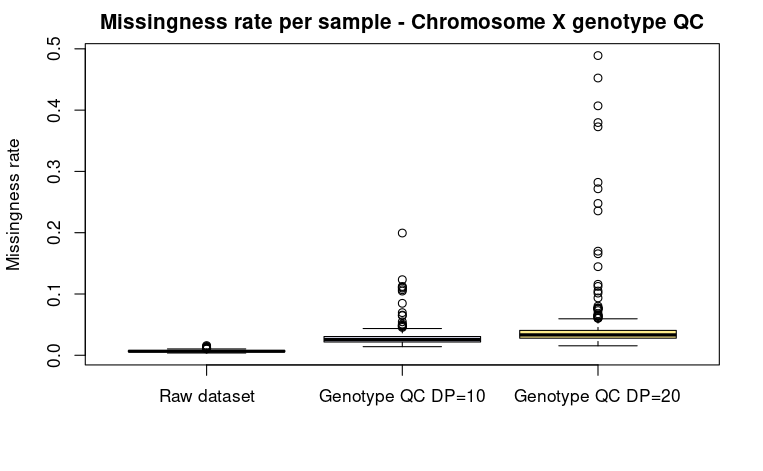 Missingness rate per sample - Chromosome X genotype QC
Missingness rate
0.5
0.4
0.3
0.2
0.1
0.0
Raw dataset
Genotype QC DP=10
Genotype QC DP=20